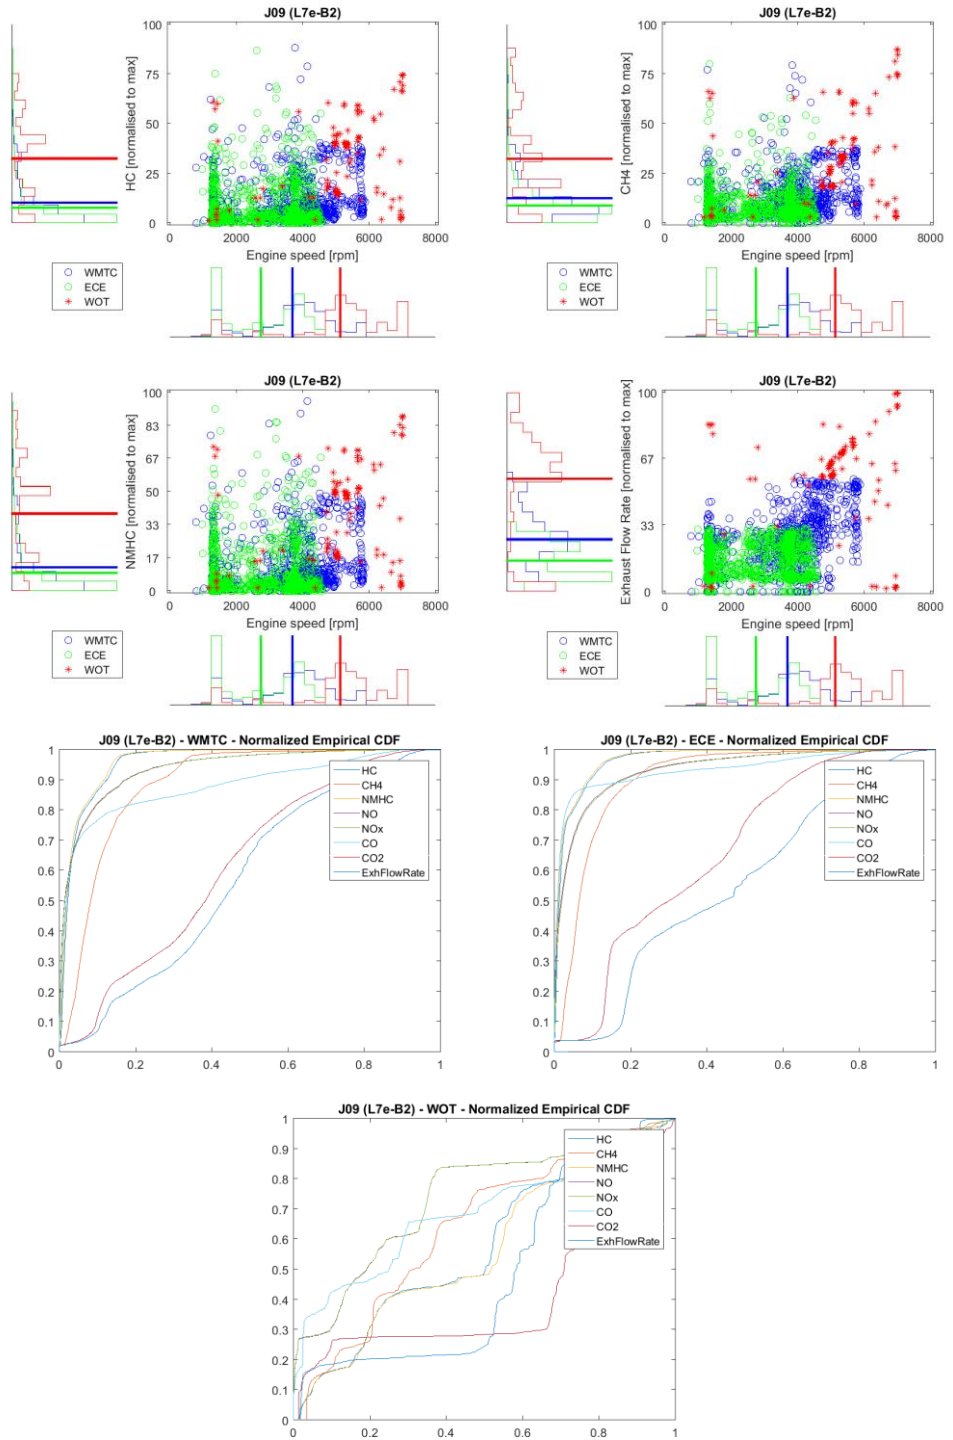 J09 (L7e-B2)
100
75
50
25
0
HC [normalised to max]
0 2000 4000 6000 8000
Engine speed [rpm]
WMTC
ECE
WOT
J09 (L7e-B2)
100
75
50
25
0
CH4 [normalised to max]
0 2000 4000 6000 8000
Engine speed [rpm]
WMTC
ECE
WOT
J09 (L7e-B2)
100
83
67
50
33
17
0
NMHC [normalised to max]
0 2000 4000 6000 8000
Engine speed [rpm]
WMTC
ECE
WOT
J09 (L7e-B2)
100
67
33
0
Exhaust Flow Rate [normalised to max]
0 2000 4000 6000 8000
Engine speed [rpm]
WMTC
ECE
WOT
J09 (L7e-B2) - WMTC - Normalized Empirical CDF
1
0.9
0.8
0.7
0.6
0.5
0.4
0.3
0.2
0.1
0
0 0.2 0.4 0.6 0.8 1
HC
CH4
NMHC
NO
NOx
CO
CO2
ExhFlowRate
J09 (L7e-B2) - ECE - Normalized Empirical CDF
1
0.9
0.8
0.7
0.6
0.5
0.4
0.3
0.2
0.1
0
0 0.2 0.4 0.6 0.8 1
HC
CH4
NMHC
NO
NOx
CO
CO2
ExhFlowRate
J09 (L7e-B2) - WOT - Normalized Empirical CDF
1
0.9
0.8
0.7
0.6
0.5
0.4
0.3
0.2
0.1
0
0 0.2 0.4 0.6 0.8 1
HC
CH4
NMHC
NO
NOx
CO
CO2
ExhFlowRate